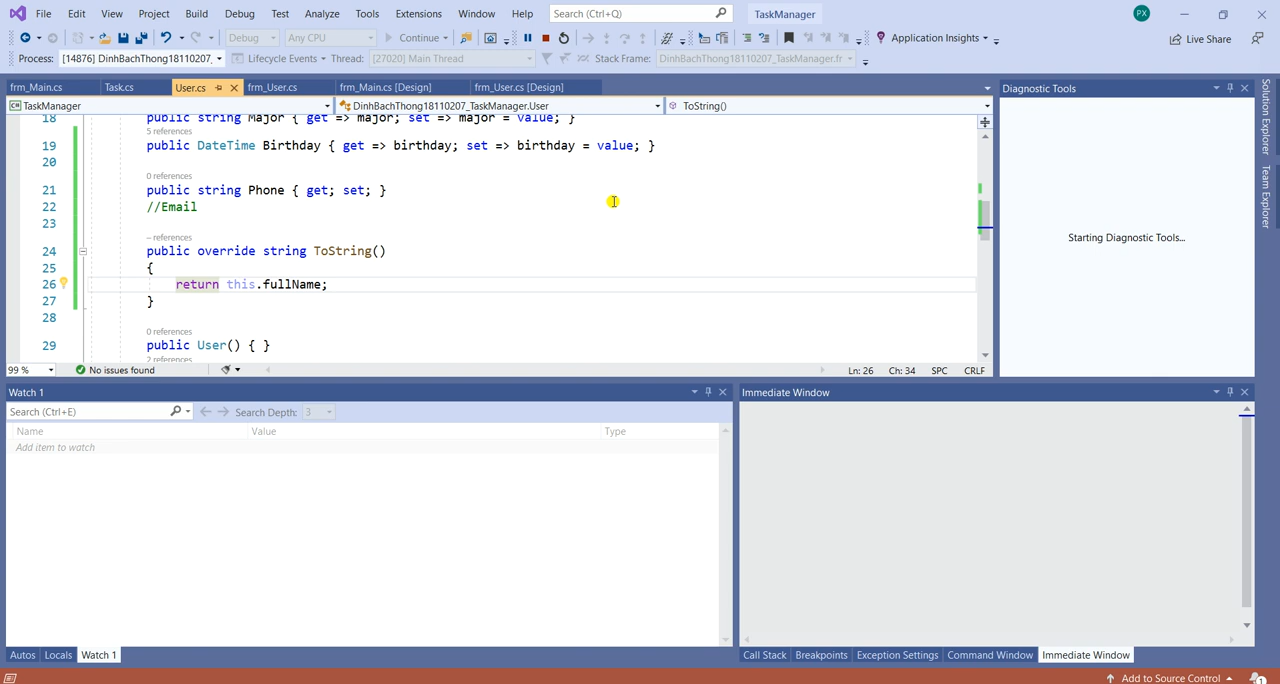 File Edit View Project Build Debug Test Analyze Tools Extensions Window Help Search (Ctrl+Q) TaskManager PX
Debug Any CPU Continue Application Insights Live Share
Process: [14876] DinhBachThong18110207_ Lifecycle Events Thread: [27020] Main Thread Stack Frame: DinhBachThong18110207_TaskManager.fr
frm_Main.cs Task.cs User.cs frm_User.cs frm_Main.cs [Design] frm_User.cs [Design] Diagnostic Tools
TaskManager DinhBachThong18110207_TaskManager.User ToString()
18 public string Major { get => major; set => major = value; }
5 references
19 public DateTime Birthday { get => birthday; set => birthday = value; }
20
0 references
21 public string Phone { get; set; }
22 //Email
23
– references
24 public override string ToString()
25 {
26 return this.fullName;
27 }
28
0 references
29 public User() { }
2 references
Starting Diagnostic Tools...
Solution Explorer
Team Explorer
99 % No issues found Ln: 26 Ch: 34 SPC CRLF
Watch 1 Immediate Window
Search (Ctrl+E) Search Depth: 3
Name Value Type
Add item to watch
Autos Locals Watch 1 Call Stack Breakpoints Exception Settings Command Window Immediate Window
Add to Source Control 1